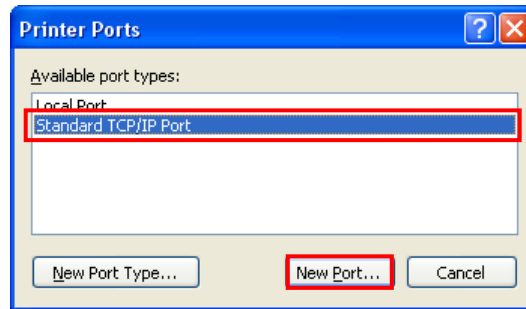 Printer Ports
Available port types:
Local Port
Standard TCP/IP Port
New Port Type...
New Port...
Cancel